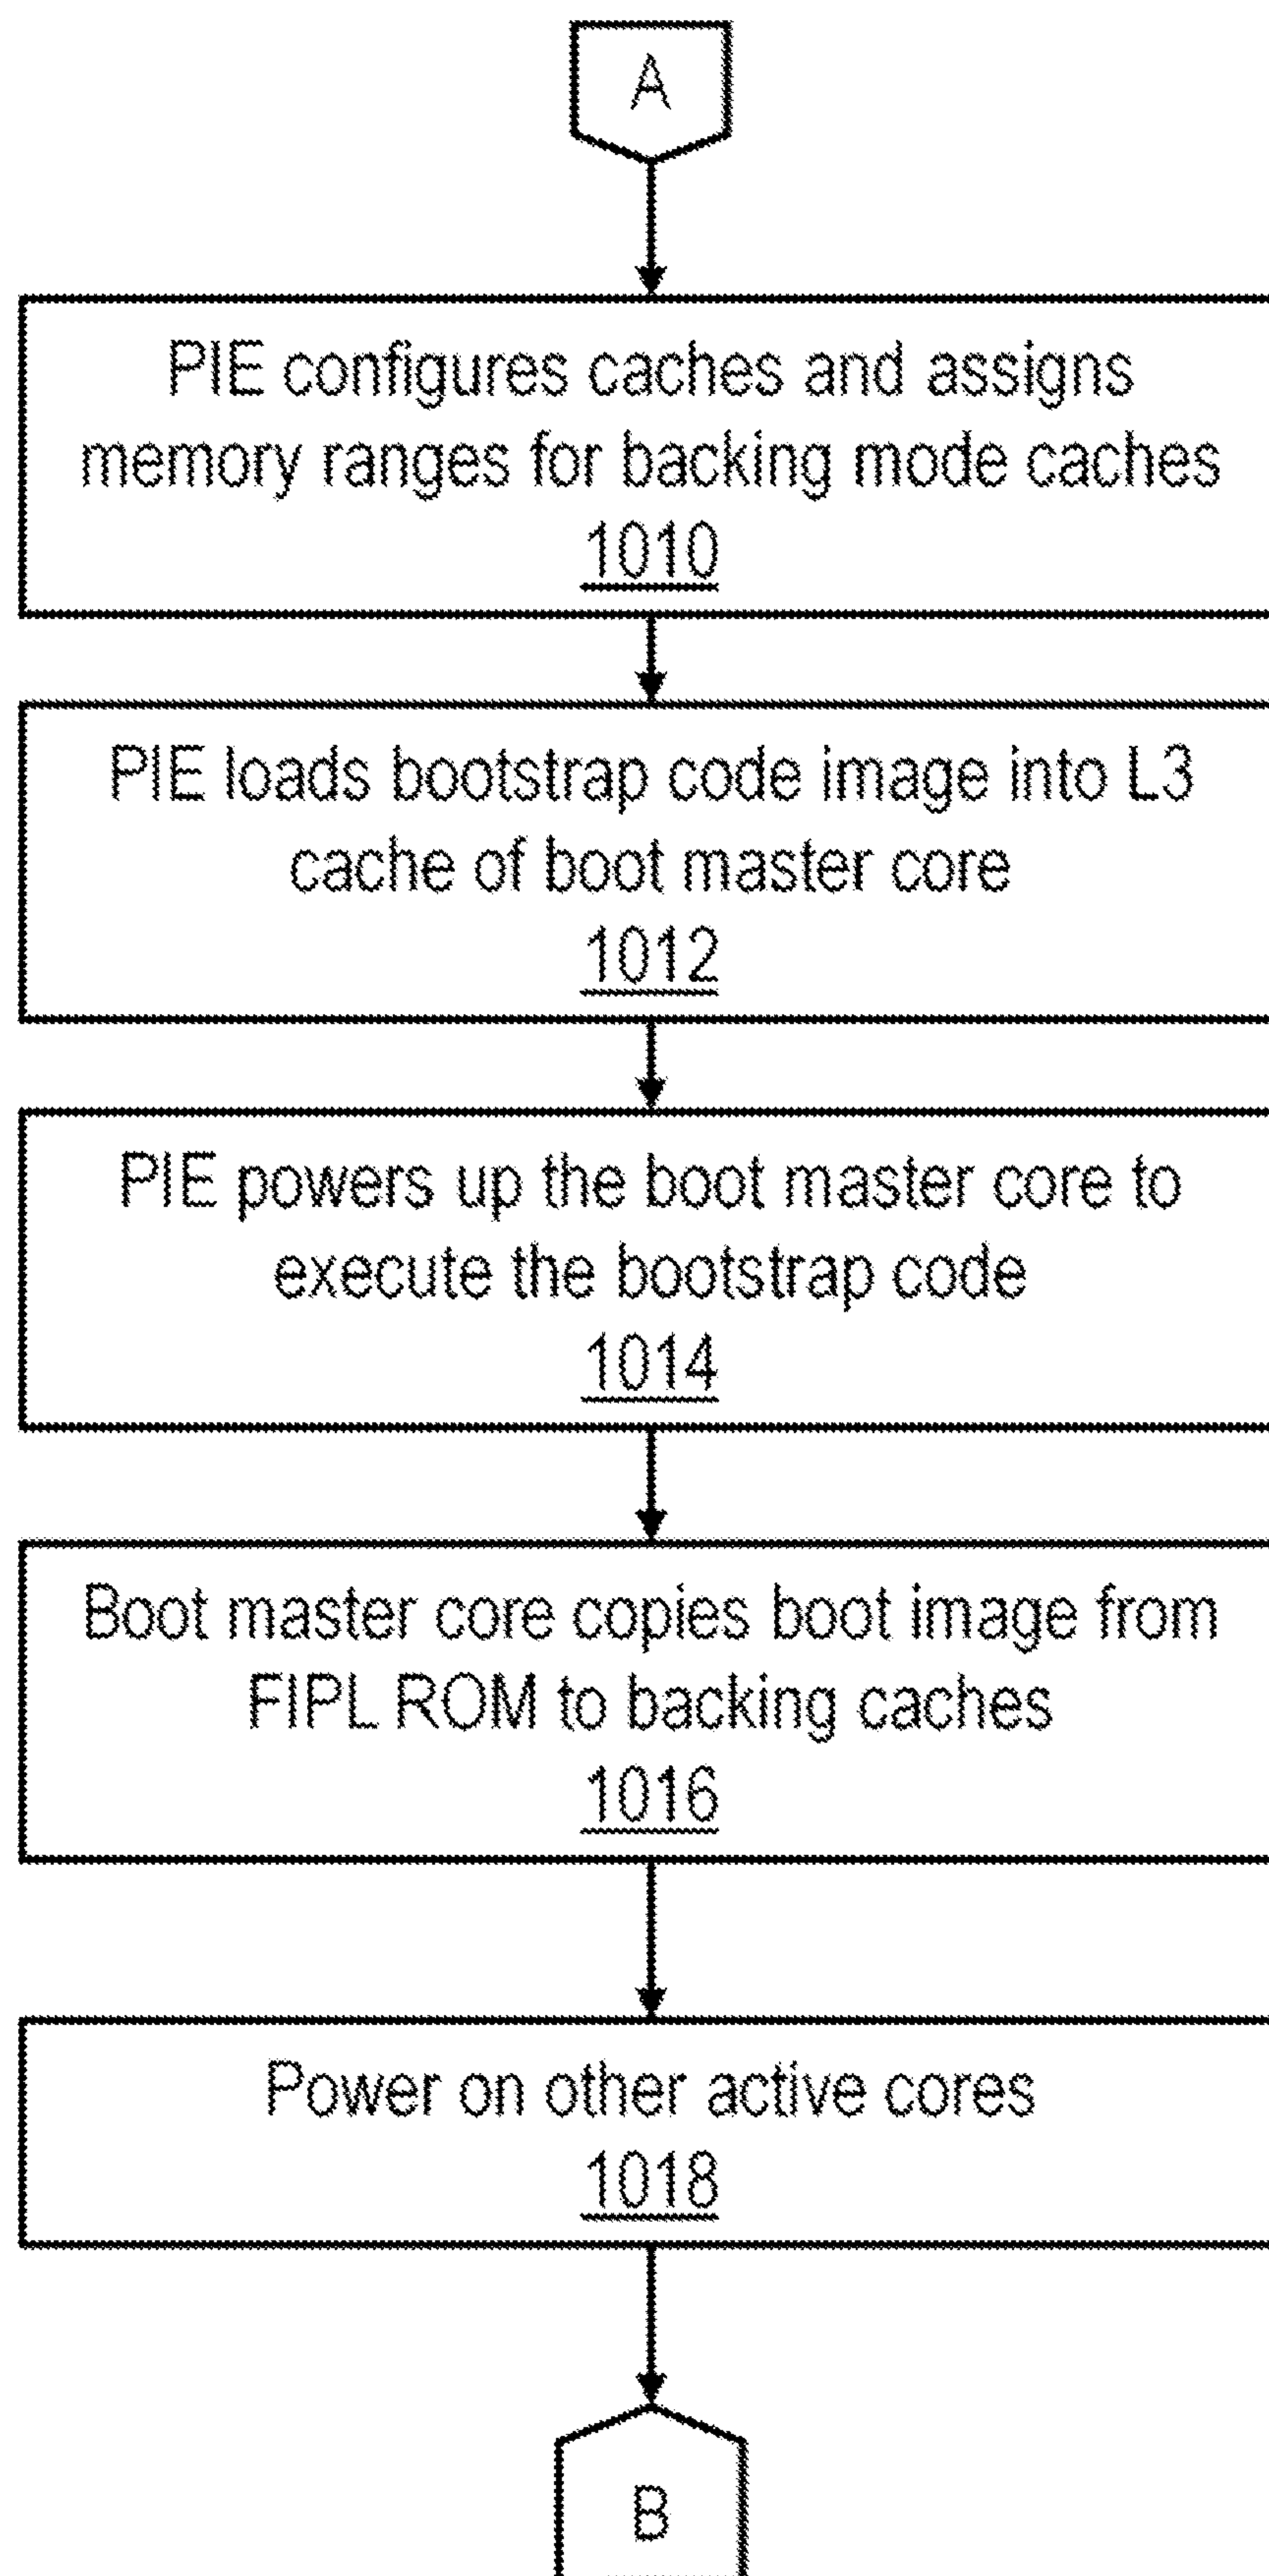 A
PIE configures caches and assigns
memory ranges for backing mode caches
1010
PIE loads bootstrap code image into L3
cache of boot master core
1012
PIE powers up the boot master core to
execute the bootstrap code
1014
Boot master core copies boot image from
FIPL ROM to backing caches
1016
Power on other active cores
1018
B